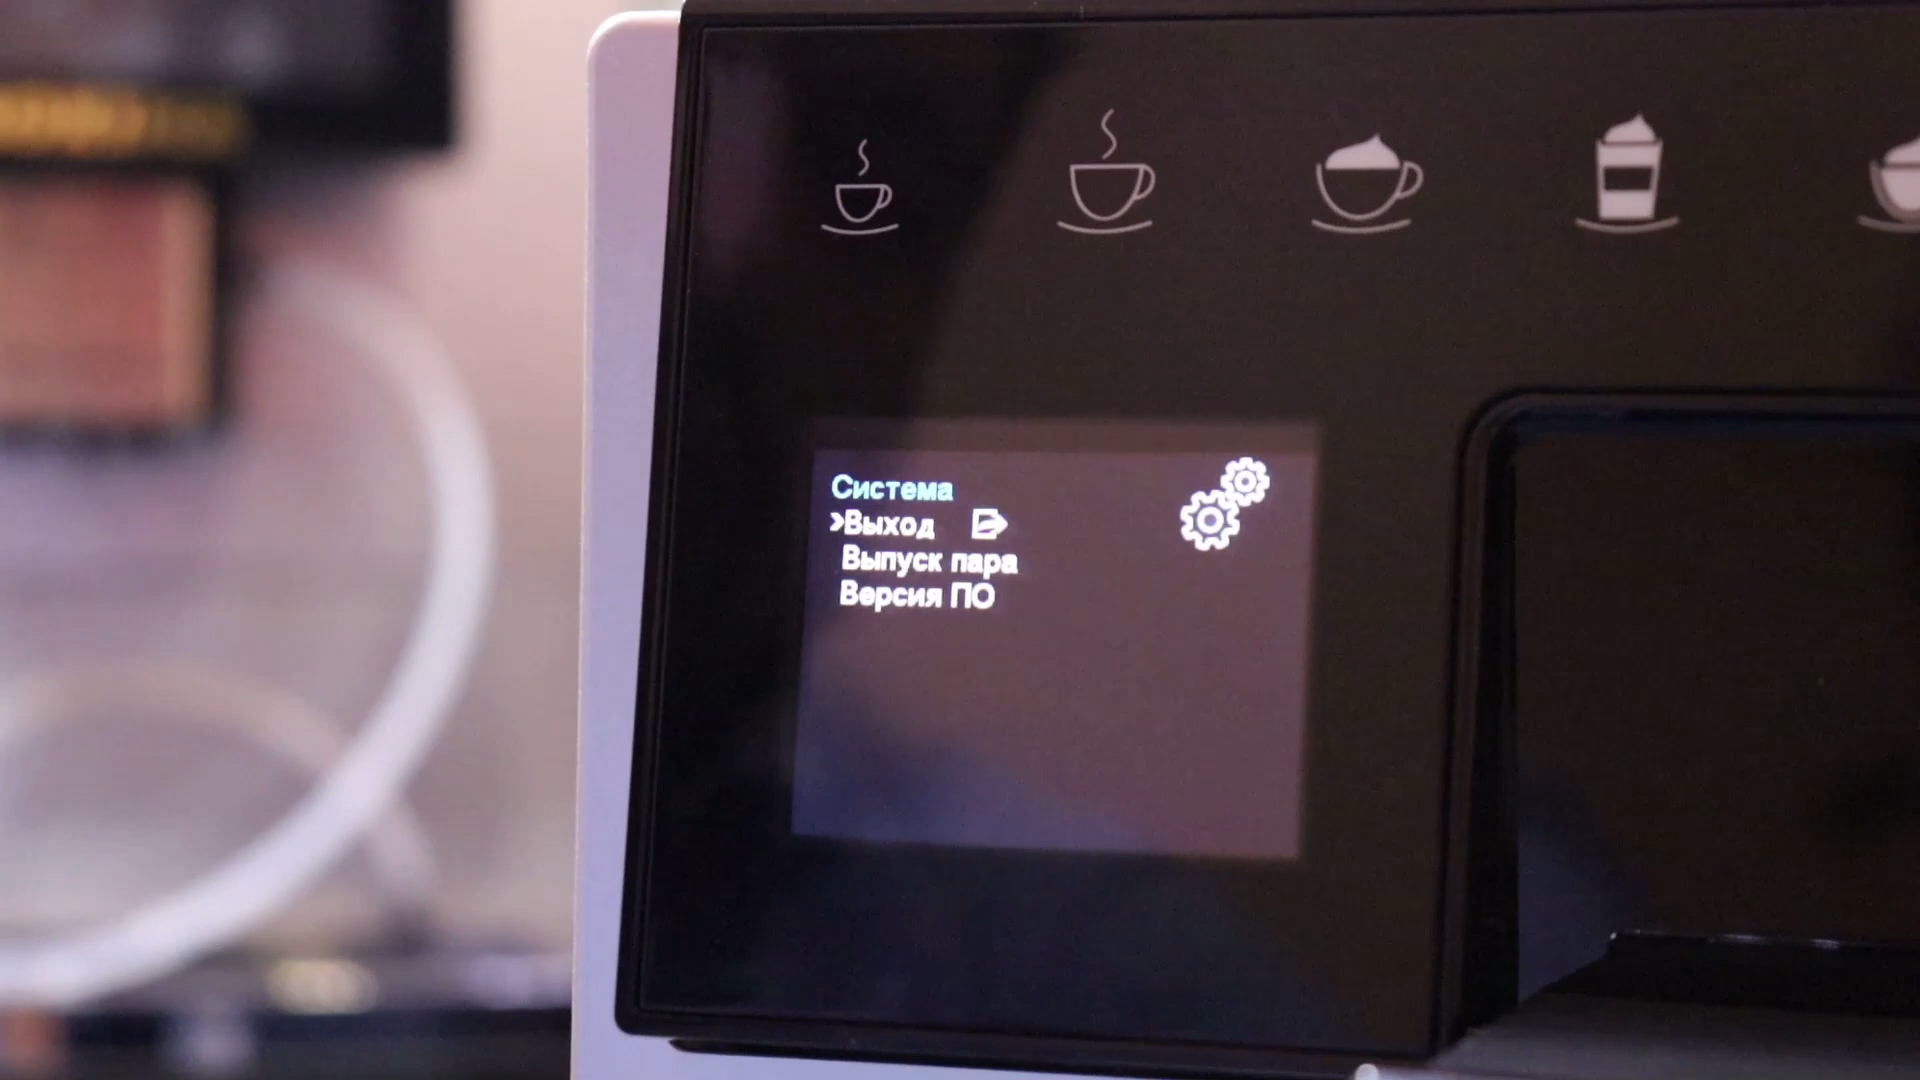 Система
›Выход
Выпуск пара
Версия ПО